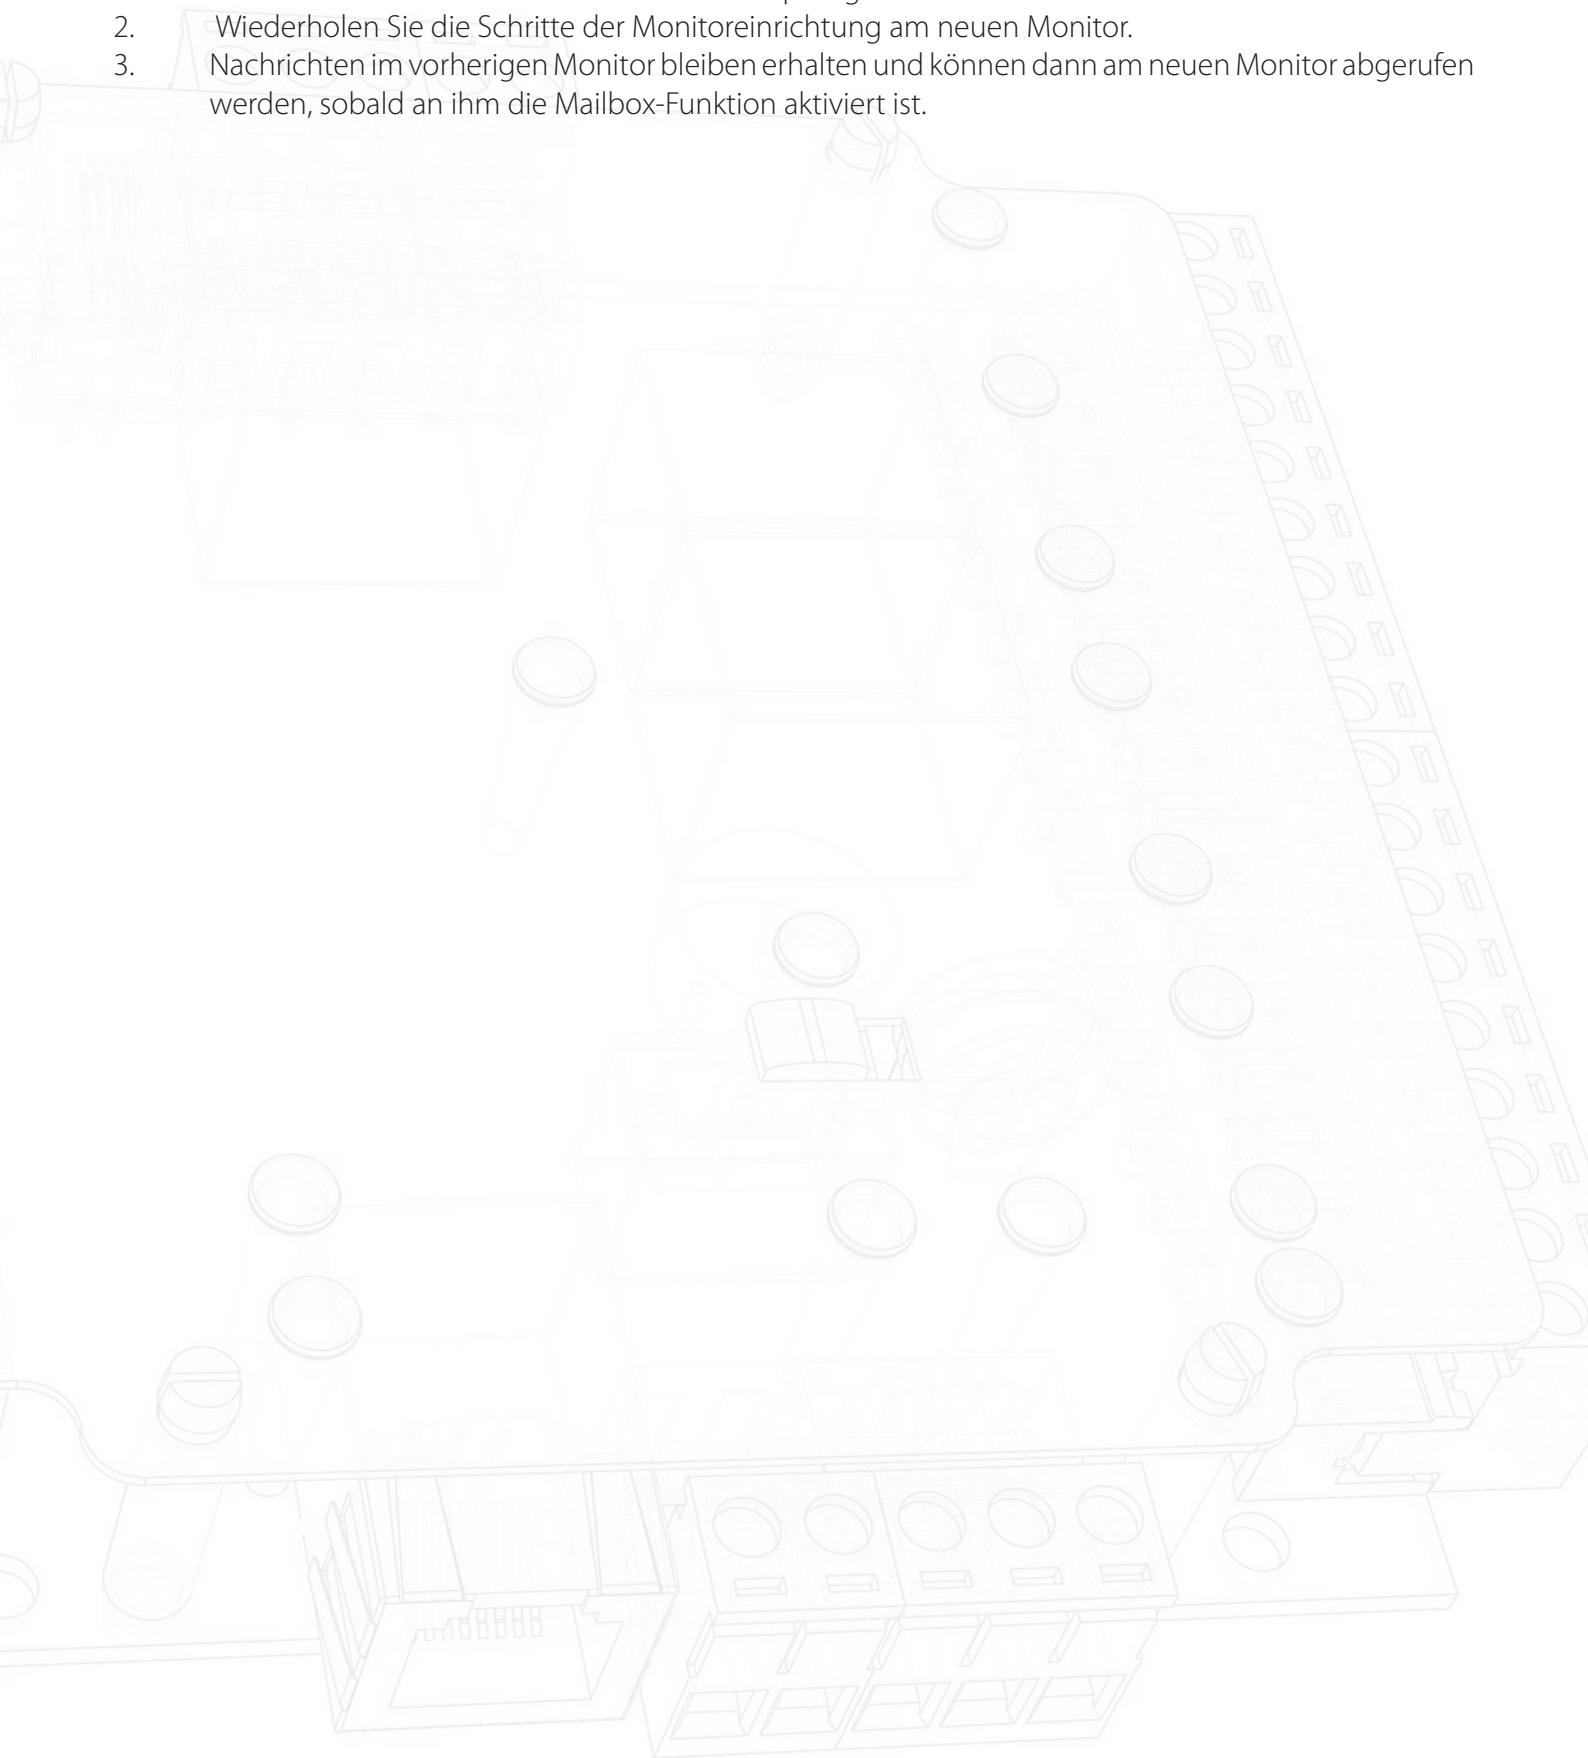 2. Wiederholen Sie die Schritte der Monitoreinrichtung am neuen Monitor.
3. Nachrichten im vorherigen Monitor bleiben erhalten und können dann am neuen Monitor abgerufen
werden, sobald an ihm die Mailbox-Funktion aktiviert ist.